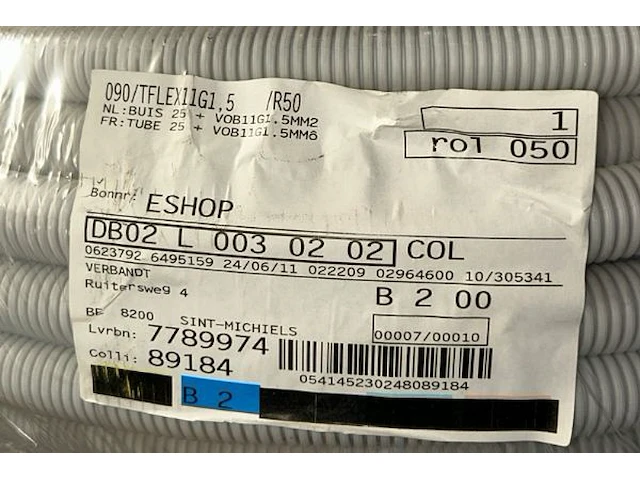 090/TFLEX11G1,5 /R50
NL:BUIS 25 + VOB11G1.5MM2
FR:TUBE 25 + VOB11G1.5MM6
1
rol 050
Bonnr: ESHOP
DB02 L 003 02 02 COL
0623792 6495159 24/06/11 022209 02964600 10/305341
VERBANDT
Ruitersweg 4
B 2 00
BE 8200 SINT-MICHIELS
Lvrbn: 7789974
00007/00010
Colli: 89184
054145230248089184
B 2